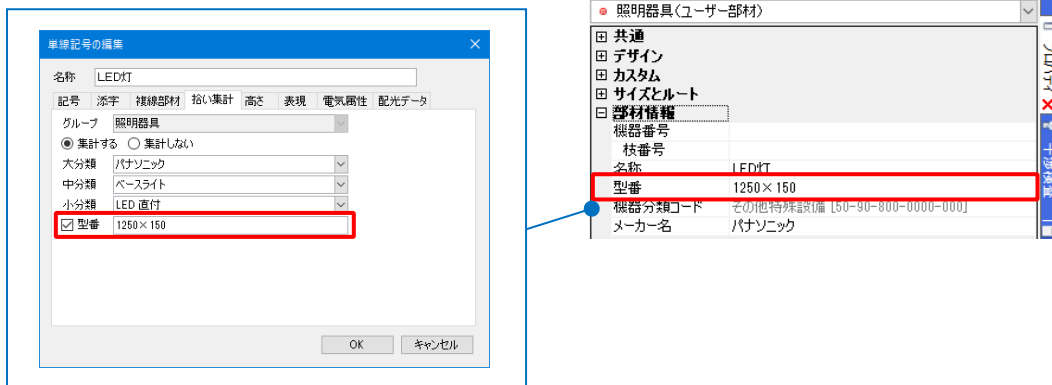 単線記号の編集
名称 LED灯
記号 添字 複線部材 拾い集計 高さ 表現 電気属性 配光データ
グループ 照明器具
集計する 集計しない
大分類 パナソニック
中分類 ベースライト
小分類 LED 直付
型番 1250×150
OK キャンセル
照明器具(ユーザー部材)
共通
デザイン
カスタム
サイズとルート
部材情報
機器番号
枝番号
名称 LED灯
型番 1250×150
機器分類コード その他特殊設備 [50-90-800-0000-000]
メーカー名 パナソニック
プロパティ